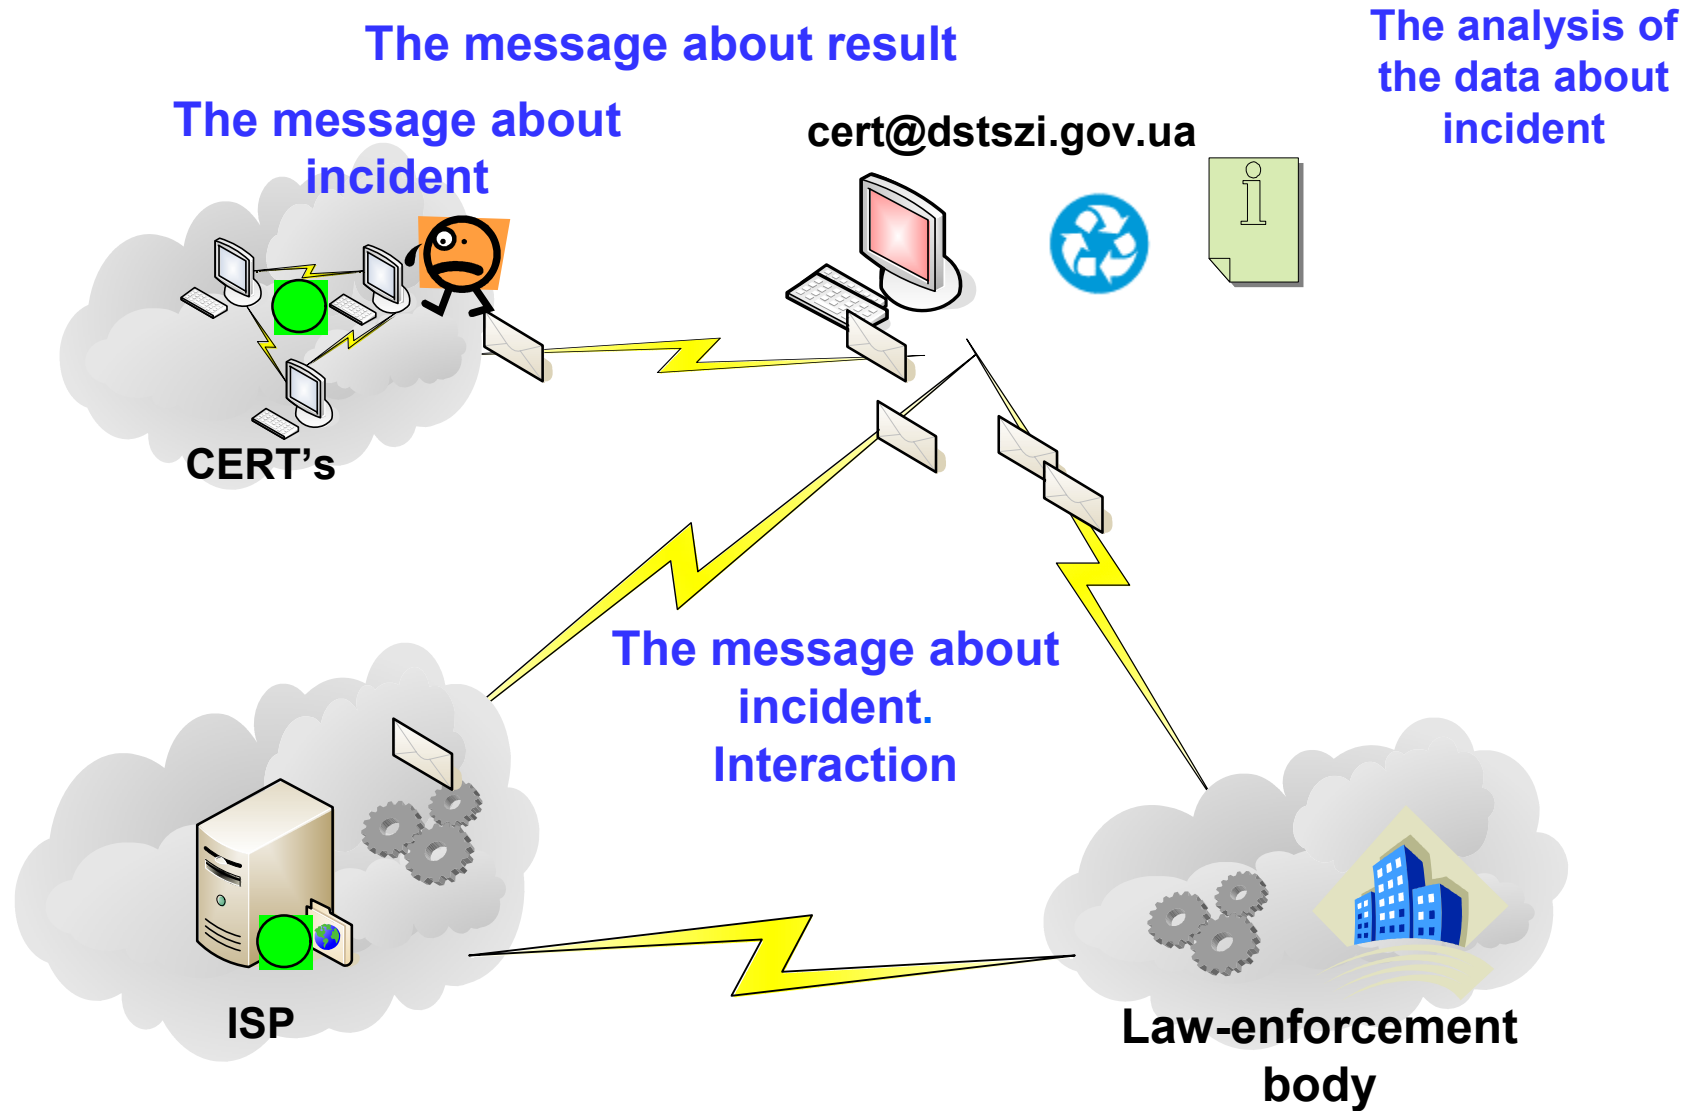 The message about result
The analysis of
the data about
incident
The message about
incident
cert@dstszi.gov.ua
i
CERT’s
The message about
incident.
Interaction
ISP
Law-enforcement
body